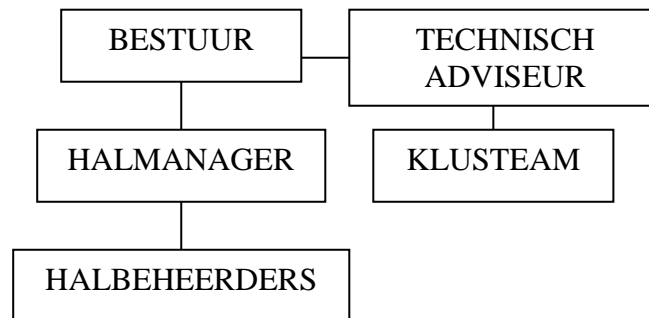 BESTUUR
TECHNISCH
ADVISEUR
HALMANAGER
KLUSTEAM
HALBEHEERDERS